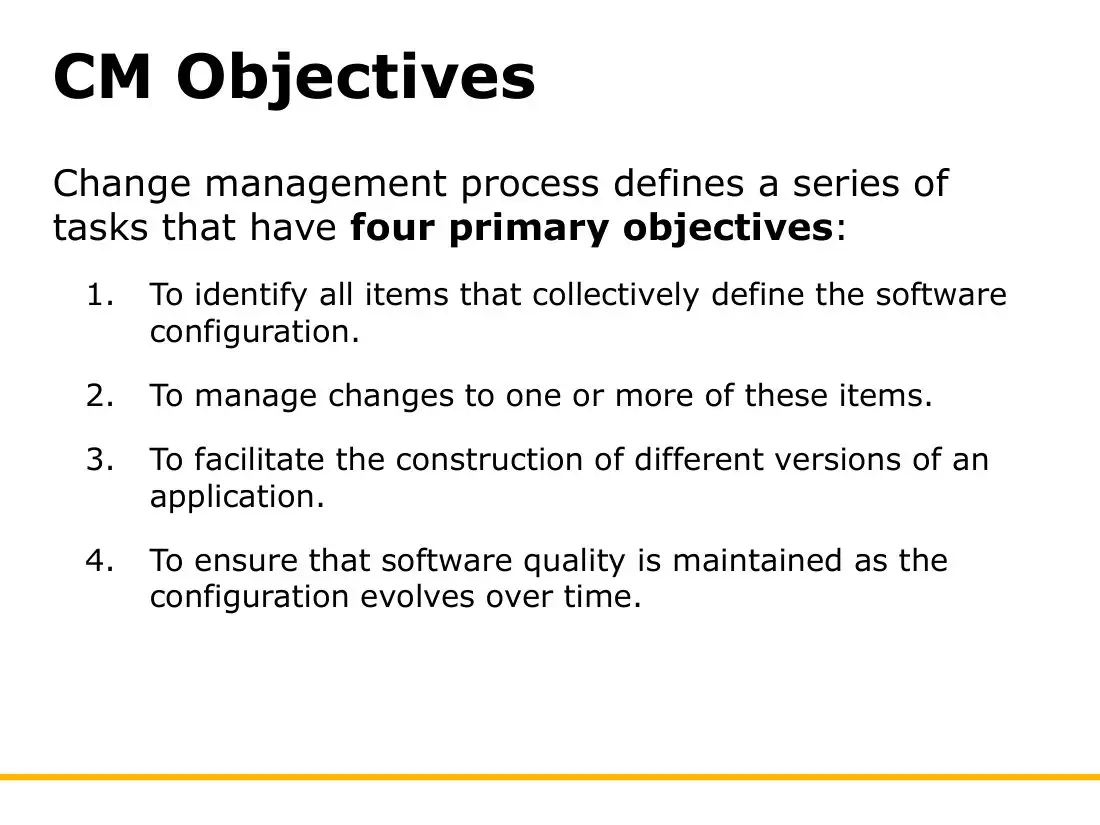 CM Objectives
Change management process defines a series of
tasks that have four primary objectives:
1. To identify all items that collectively define the software
configuration.
2. To manage changes to one or more of these items.
3. To facilitate the construction of different versions of an
application.
4. To ensure that software quality is maintained as the
configuration evolves over time.